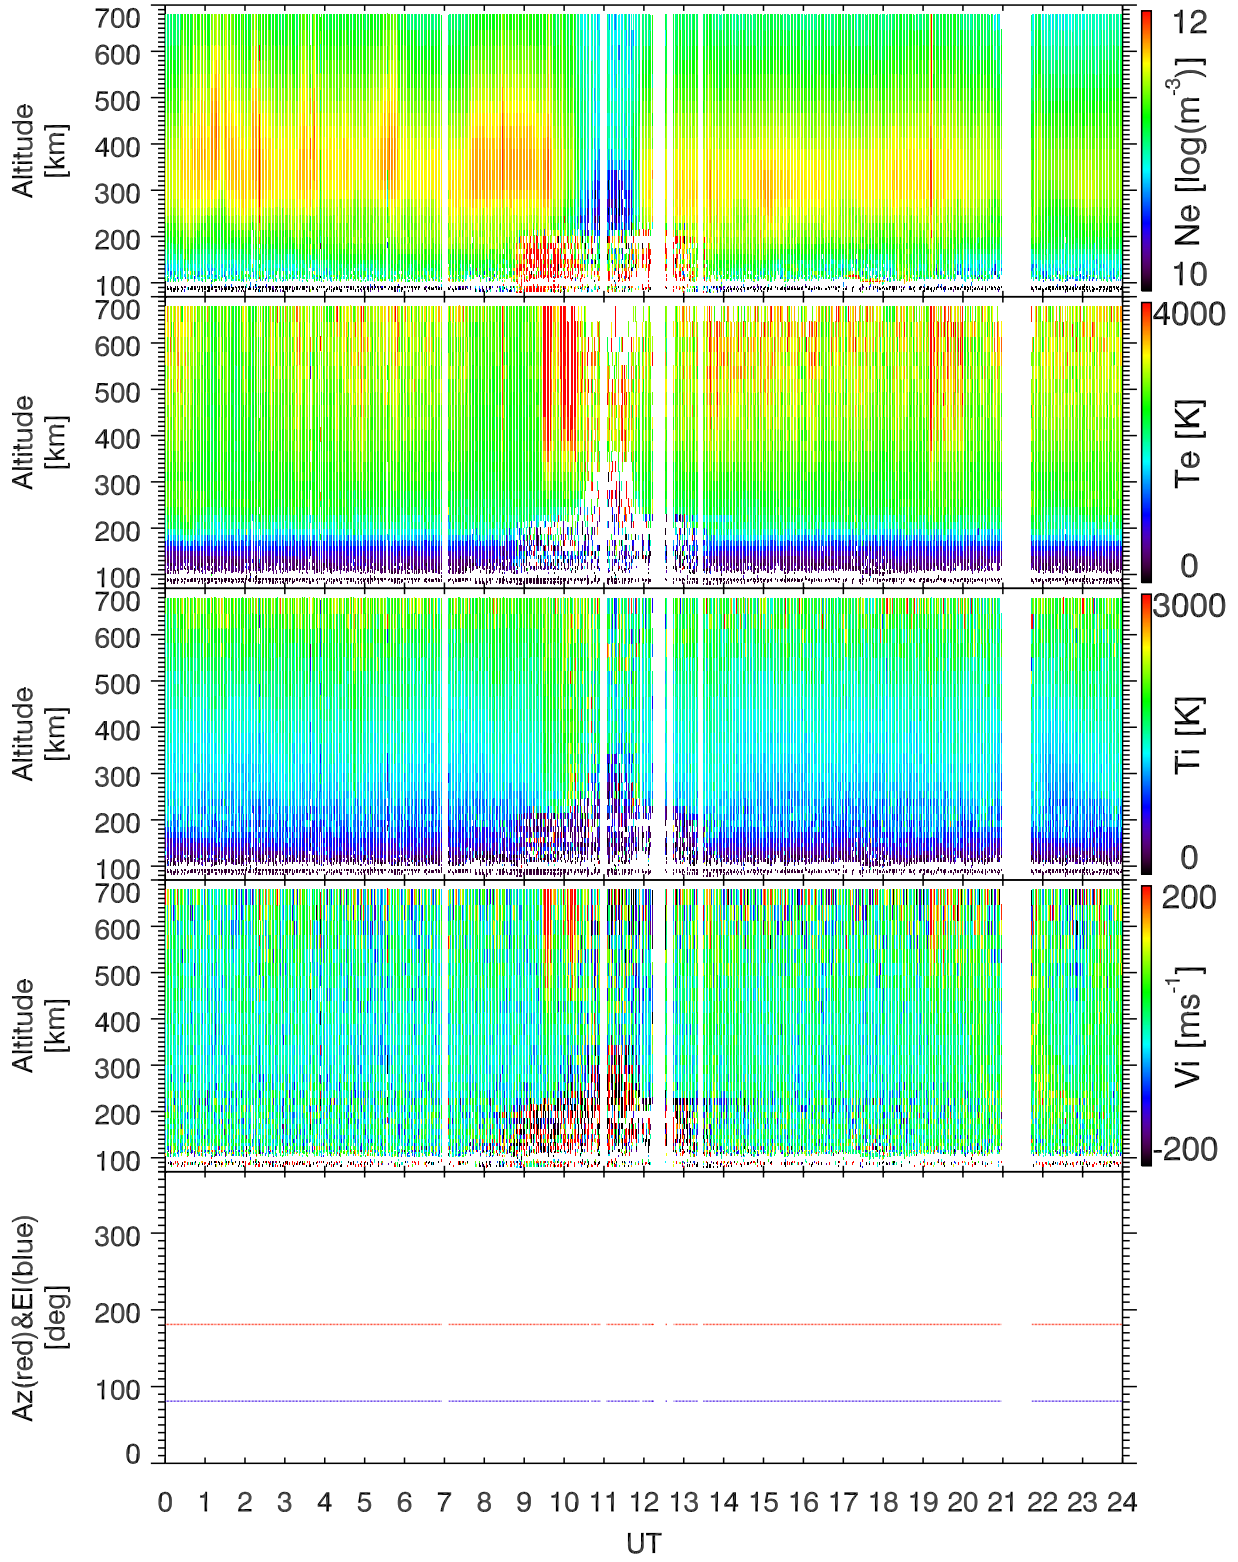 700
600
500
400
300
200
100
Altitude
[km]
12
10
Ne [log(m⁻³)]
700
600
500
400
300
200
100
Altitude
[km]
4000
0
Te [K]
700
600
500
400
300
200
100
Altitude
[km]
3000
0
Ti [K]
700
600
500
400
300
200
100
Altitude
[km]
200
-200
Vi [ms⁻¹]
300
200
100
0
Az(red)&El(blue)
[deg]
0 1 2 3 4 5 6 7 8 9 10 11 12 13 14 15 16 17 18 19 20 21 22 23 24
UT